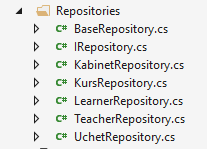 Repositories
C# BaseRepository.cs
C# IRepository.cs
C# KabinetRepository.cs
C# KursRepository.cs
C# LearnerRepository.cs
C# TeacherRepository.cs
C# UchetRepository.cs